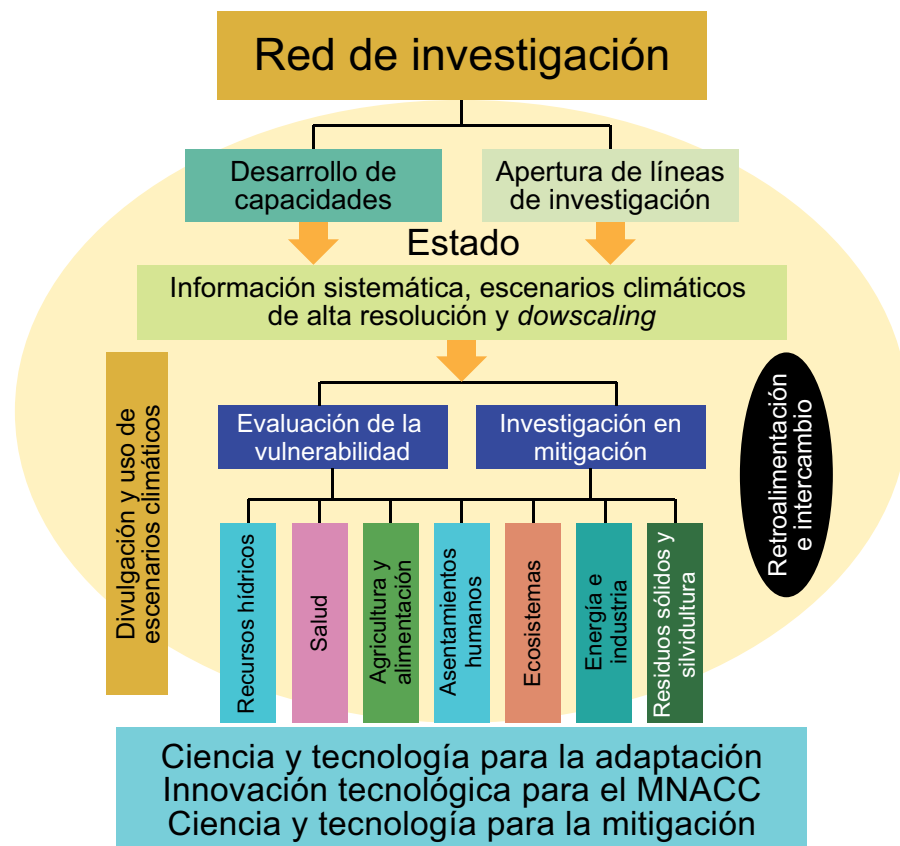 Red de investigación
Desarrollo de
capacidades
Apertura de líneas
de investigación
Estado
Información sistemática, escenarios climáticos
de alta resolución y dowscaling
Divulgación y uso de
escenarios climáticos
Evaluación de la
vulnerabilidad
Investigación en
mitigación
Retroalimentación
e intercambio
Recursos hídricos
Salud
Agricultura y
alimentación
Asentamientos
humanos
Ecosistemas
Energía e
industria
Residuos sólidos y
silvidultura
Ciencia y tecnología para la adaptación
Innovación tecnológica para el MNACC
Ciencia y tecnología para la mitigación